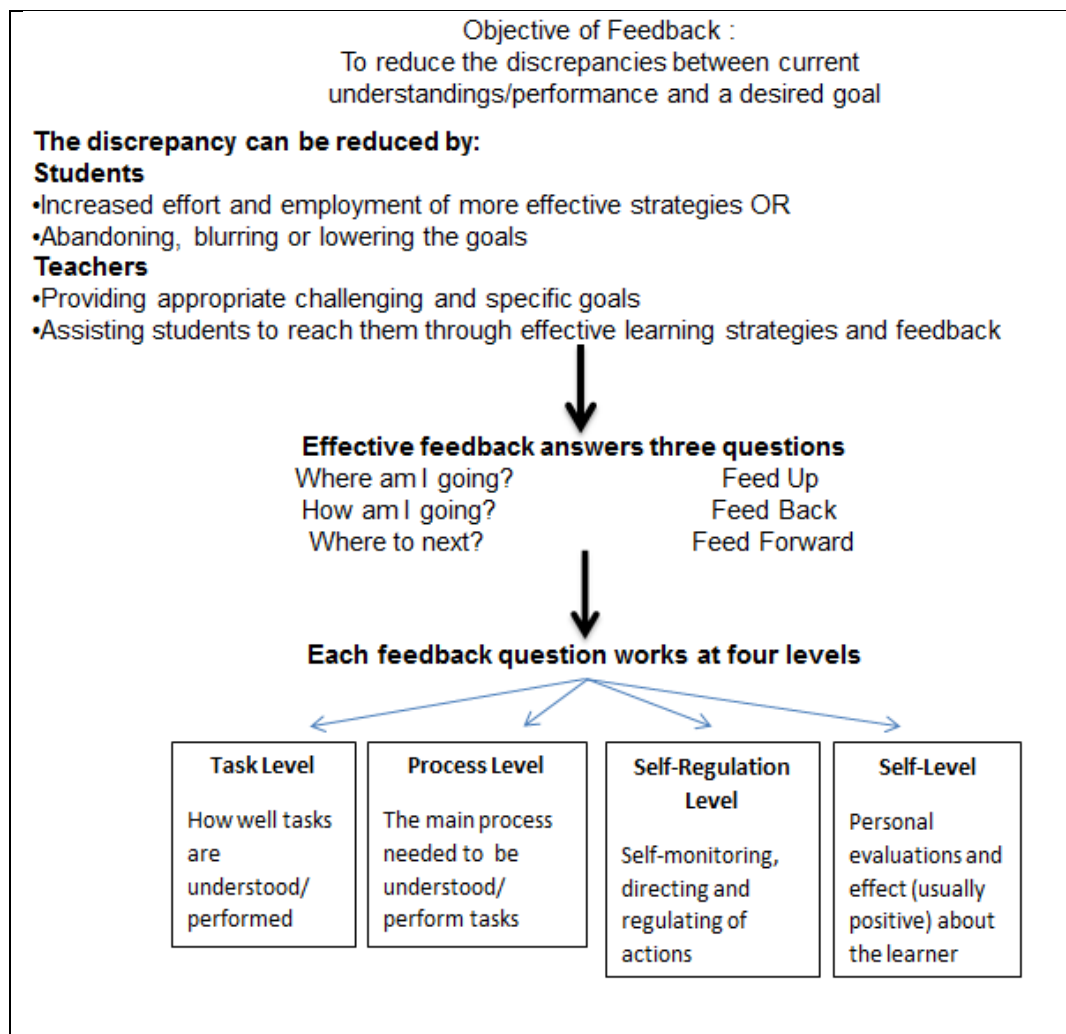 Objective of Feedback :
To reduce the discrepancies between current
understandings/performance and a desired goal
The discrepancy can be reduced by:
Students
•Increased effort and employment of more effective strategies OR
•Abandoning, blurring or lowering the goals
Teachers
•Providing appropriate challenging and specific goals
•Assisting students to reach them through effective learning strategies and feedback
Effective feedback answers three questions
Where am I going? Feed Up
How am I going? Feed Back
Where to next? Feed Forward
Each feedback question works at four levels
Task Level
How well tasks
are
understood/
performed
Process Level
The main process
needed to be
understood/
perform tasks
Self-Regulation
Level
Self-monitoring,
directing and
regulating of
actions
Self-Level
Personal
evaluations and
effect (usually
positive) about
the learner